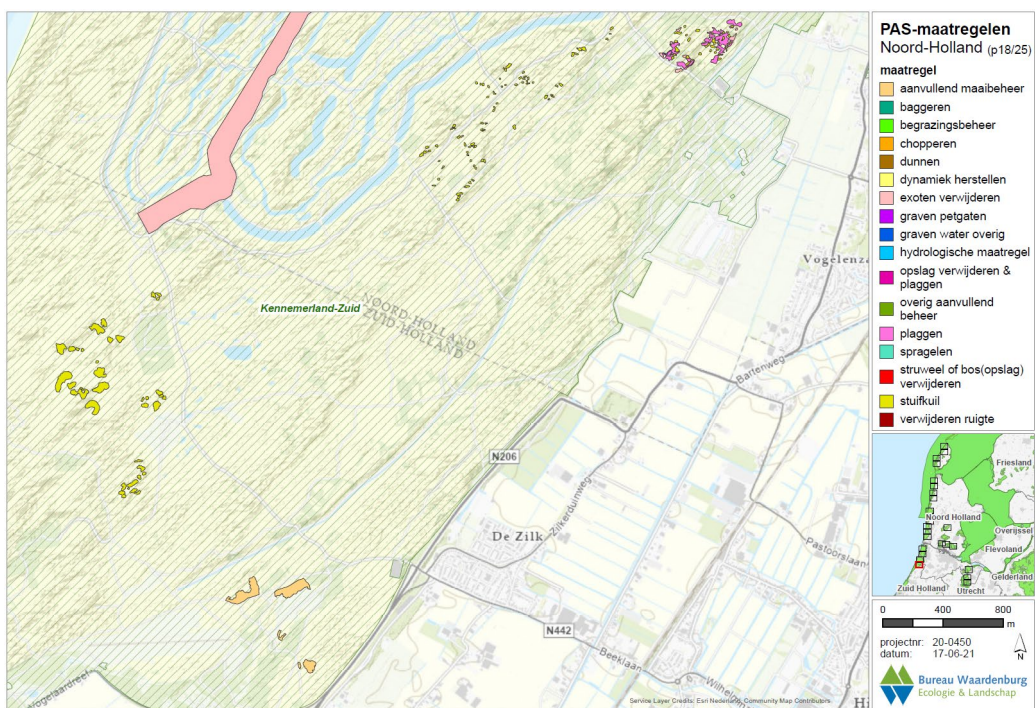 PAS-maatregelen
Noord-Holland (p18/25)
maatregel
aanvullend maaibeheer
baggeren
begrazingsbeheer
chopperen
dunnen
dynamiek herstellen
exoten verwijderen
graven petgaten
graven water overig
hydrologische maatregel
opslag verwijderen &
plaggen
overig aanvullend
beheer
plaggen
spragelen
struweel of bos(opslag)
verwijderen
stuifkuil
verwijderen ruigte
Vogelenza
Kennemerland-Zuid
NOORD-HOLLAND
ZUID-HOLLAND
Battenweg
N206
Zilkerduinweg
De Zilk
Pastoorslaan
N442
Beeklaan
Wilhelm
Vogelaardreef
Hi
Service Layer Credits: Esri Nederland, Community Map Contributors
Friesland
Noord Holland
Overijssel
Flevoland
Gelderland
Zuid Holland
Utrecht
0 400 800
m
projectnr: 20-0450
datum: 17-06-21
N
Bureau Waardenburg
Ecologie & Landschap